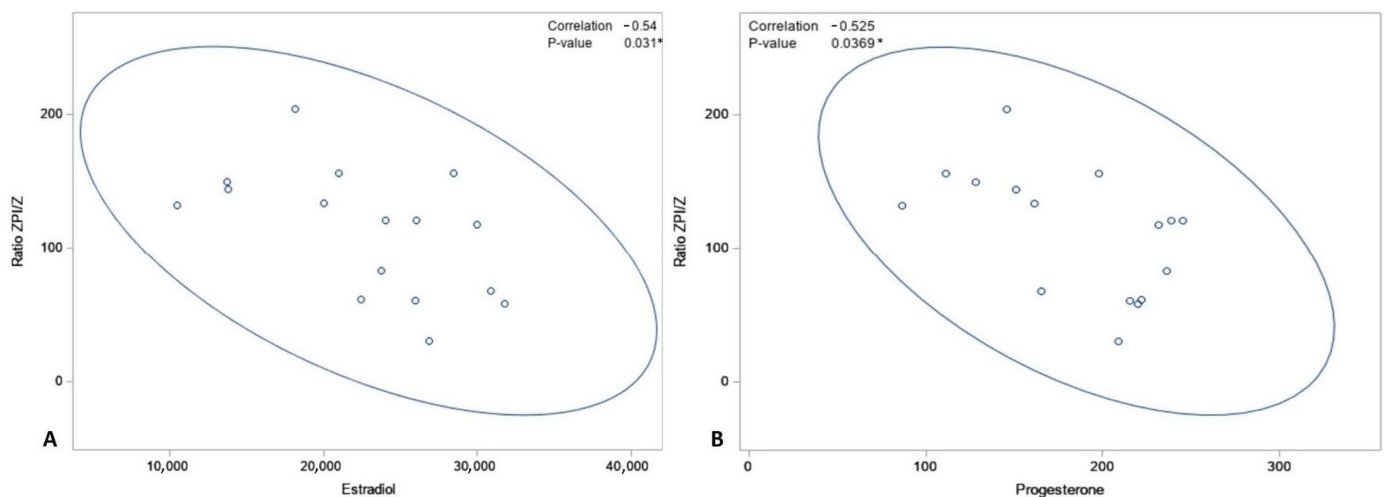 Correlation −0.54
P-value 0.031*
Ratio ZPI/Z
200
100
0
A
10,000 20,000 30,000 40,000
Estradiol
Correlation −0.525
P-value 0.0369*
Ratio ZPI/Z
200
100
0
B
0 100 200 300
Progesterone